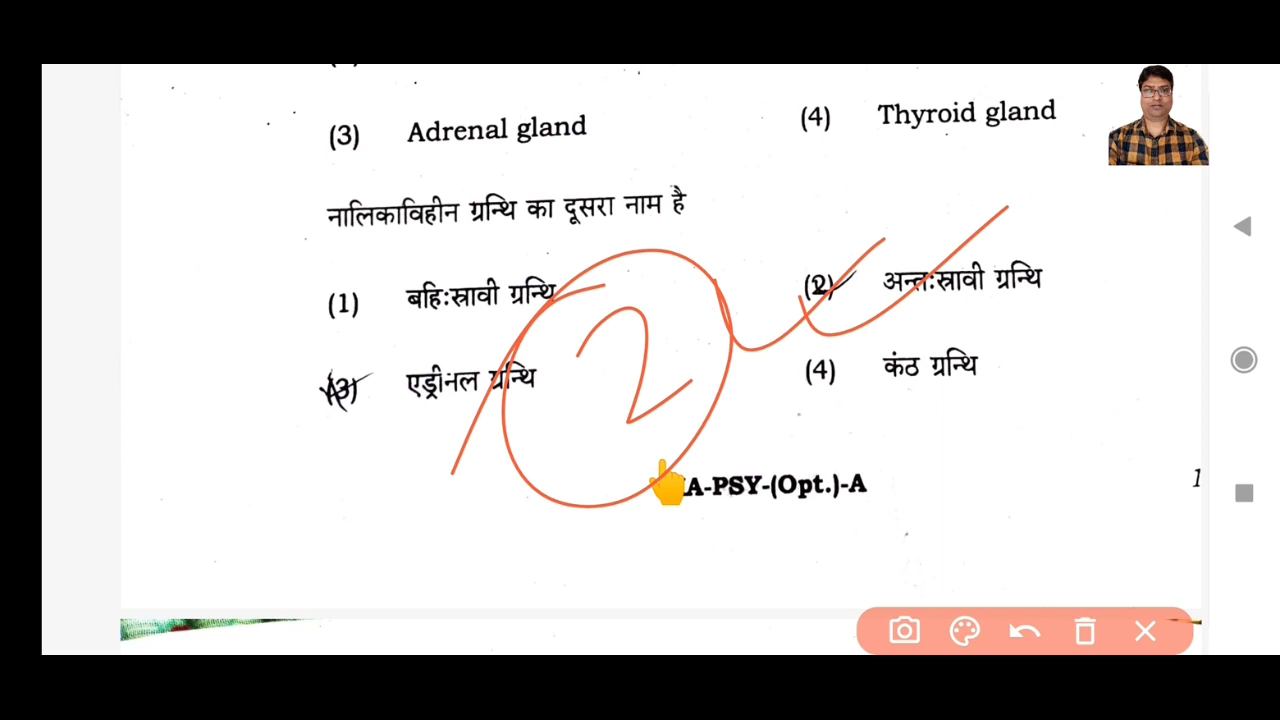 (3) Adrenal gland (4) Thyroid gland
नालिकाविहीन ग्रन्थि का दूसरा नाम है
(1) बहिःस्रावी ग्रन्थि (2) अन्तःस्रावी ग्रन्थि
(3) एड्रीनल ग्रन्थि (4) कंठ ग्रन्थि
2
A-PSY-(Opt.)-A 1